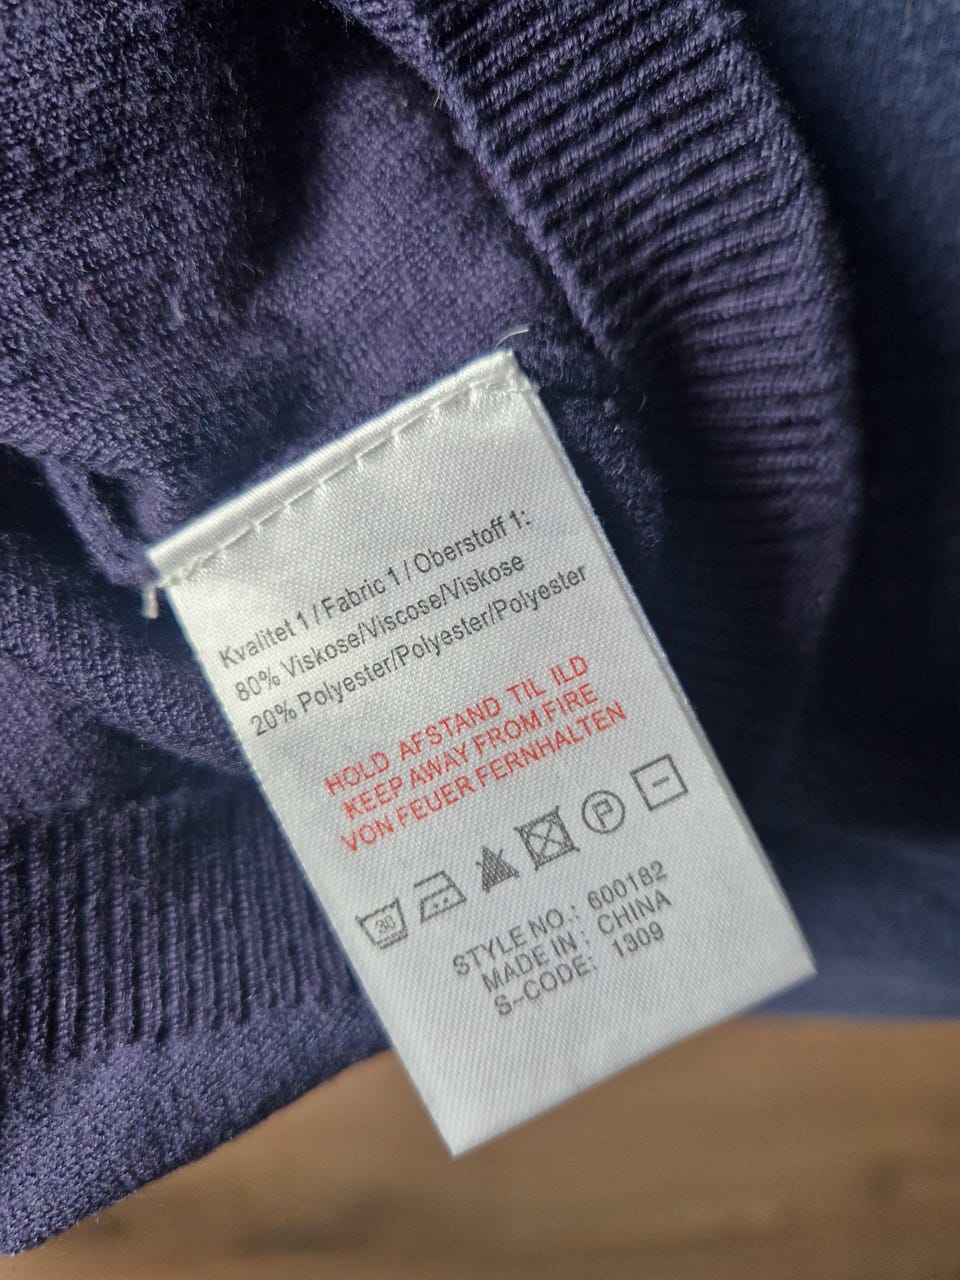 Kvalitet 1 / Fabric 1 / Oberstoff 1:
80% Viskose/Viscose/Viskose
20% Polyester/Polyester/Polyester
HOLD AFSTAND TIL ILD
KEEP AWAY FROM FIRE
VON FEUER FERNHALTEN
30 P
STYLE NO.: 600182
MADE IN : CHINA
S-CODE: 1309